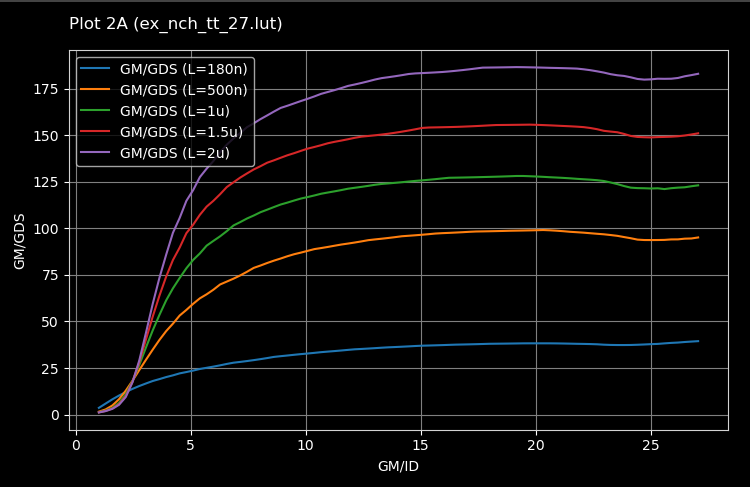 Plot 2A (ex_nch_tt_27.lut)
GM/GDS (L=180n)
GM/GDS (L=500n)
GM/GDS (L=1u)
GM/GDS (L=1.5u)
GM/GDS (L=2u)
GM/GDS
175
150
125
100
75
50
25
0
0 5 10 15 20 25
GM/ID